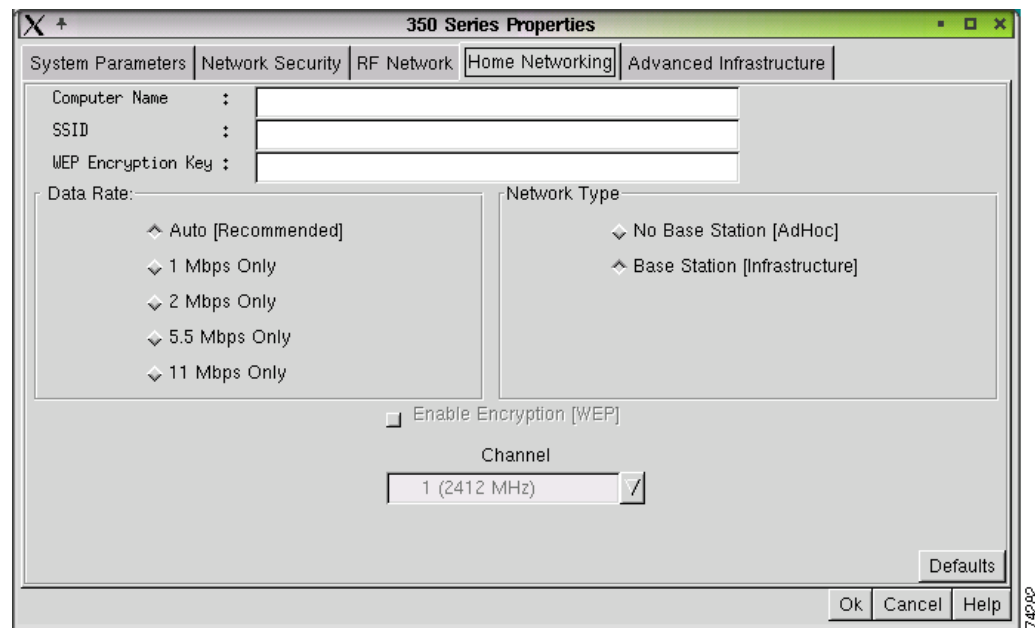 350 Series Properties
System Parameters Network Security RF Network Home Networking Advanced Infrastructure
Computer Name :
SSID :
WEP Encryption Key :
Data Rate:
Auto [Recommended]
1 Mbps Only
2 Mbps Only
5.5 Mbps Only
11 Mbps Only
Network Type
No Base Station [AdHoc]
Base Station [Infrastructure]
Enable Encryption [WEP]
Channel
1 (2412 MHz)
Defaults
Ok Cancel Help
74282